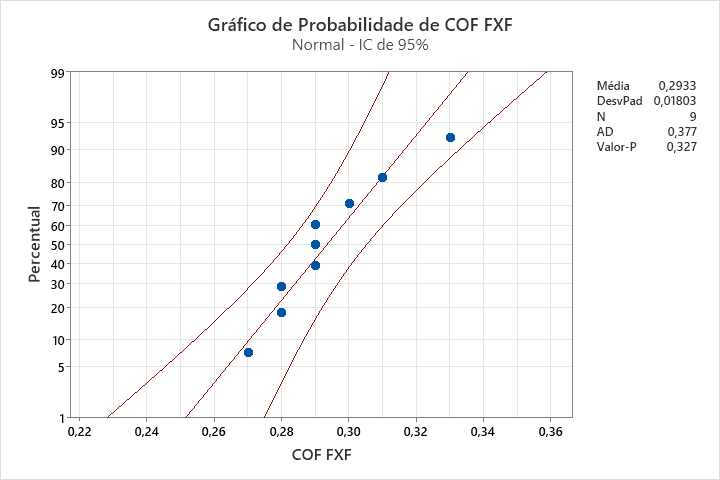 Gráfico de Probabilidade de COF FXF
Normal - IC de 95%
99
95
90
80
70
60
50
40
30
20
10
5
1
Percentual
0,22 0,24 0,26 0,28 0,30 0,32 0,34 0,36
COF FXF
Média 0,2933
DesvPad 0,01803
N 9
AD 0,377
Valor-P 0,327